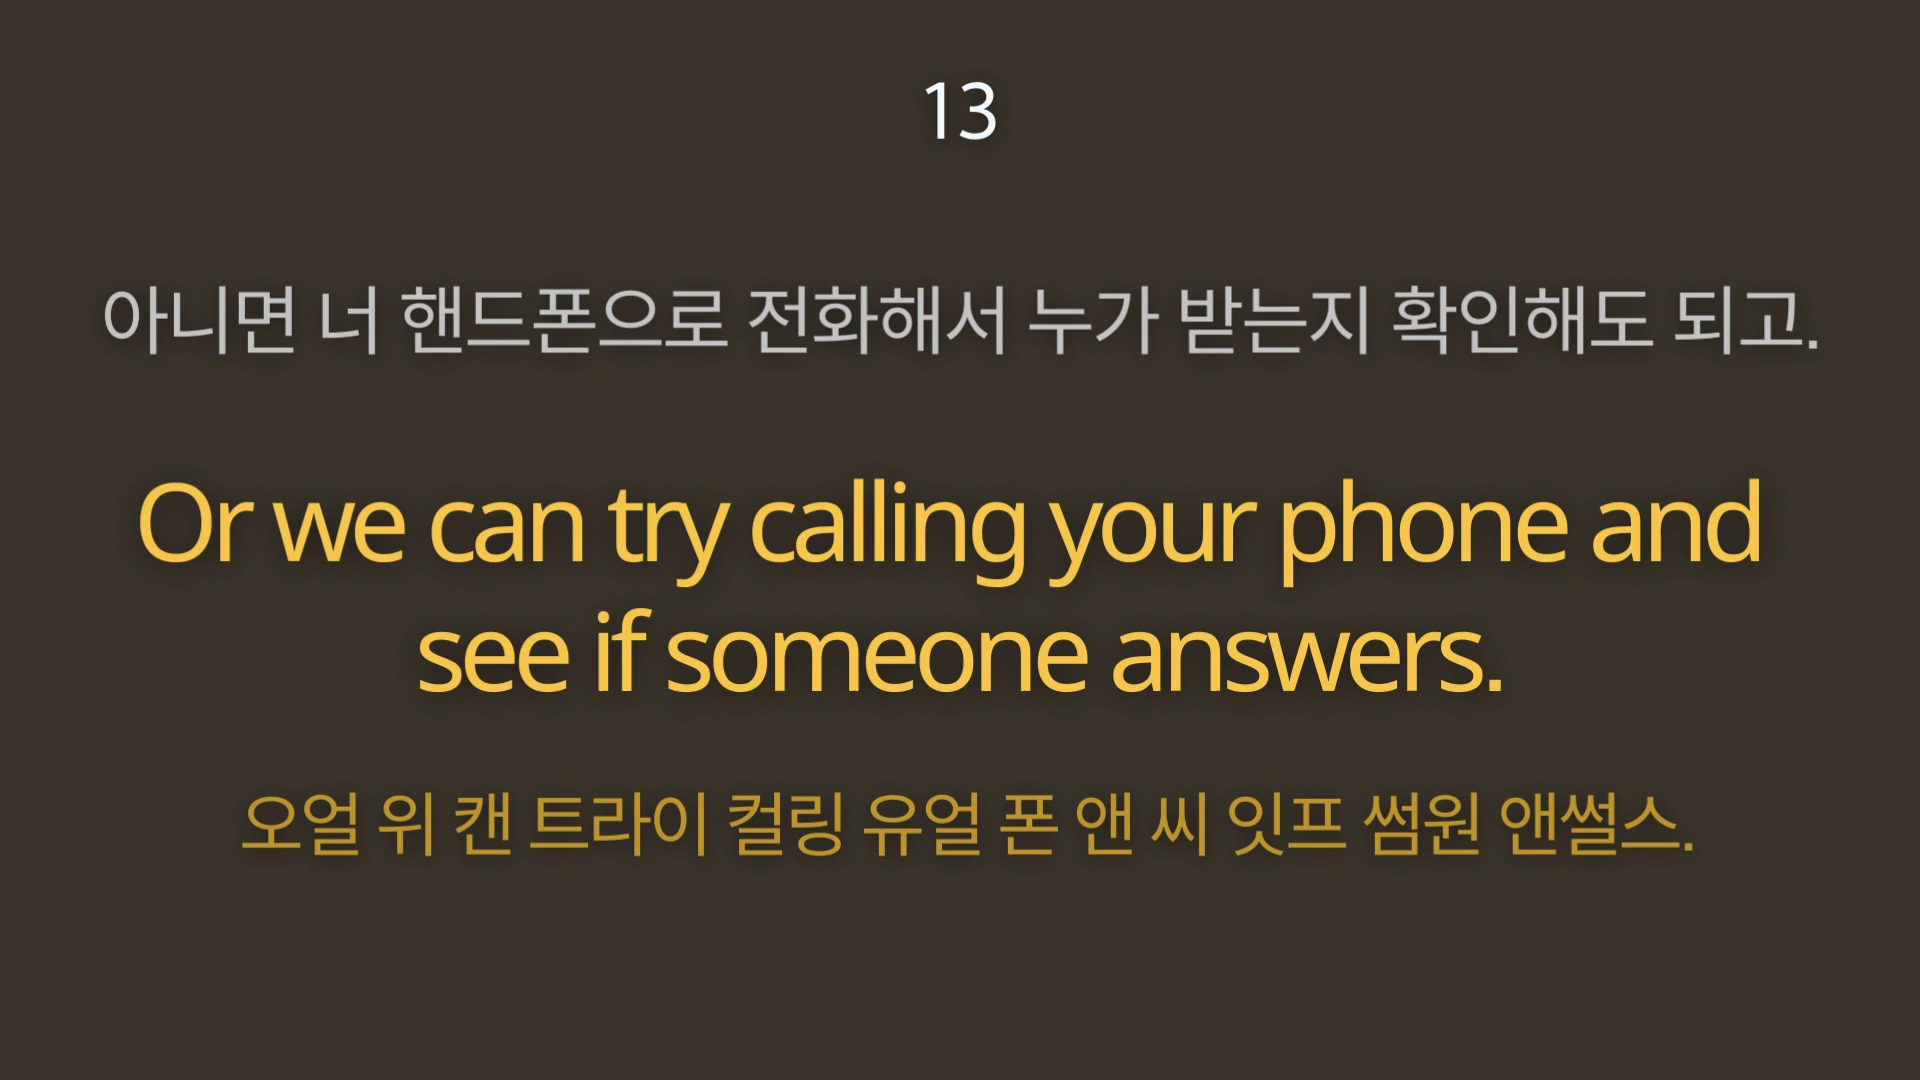 13
아니면 너 핸드폰으로 전화해서 누가 받는지 확인해도 되고.
Or we can try calling your phone and
see if someone answers.
오얼 위 캔 트라이 컬링 유얼 폰 앤 씨 잇프 썸원 앤썰스.